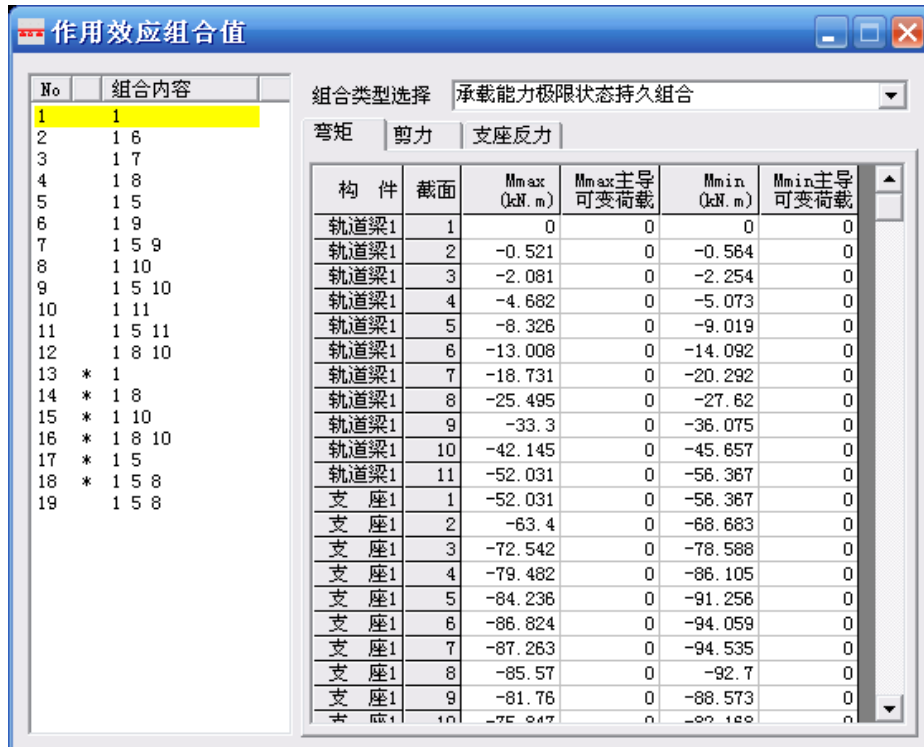 作用效应组合值
No 组合内容
1 1
2 1 6
3 1 7
4 1 8
5 1 5
6 1 9
7 1 5 9
8 1 10
9 1 5 10
10 1 11
11 1 5 11
12 1 8 10
13 * 1
14 * 1 8
15 * 1 10
16 * 1 8 10
17 * 1 5
18 * 1 5 8
19 1 5 8
组合类型选择 承载能力极限状态持久组合
弯矩 剪力 支座反力
构 件 截面 Mmax (kN.m) Mmax主导可变荷载 Mmin (kN.m) Mmin主导可变荷载
轨道梁1 1 0 0 0 0
轨道梁1 2 -0.521 0 -0.564 0
轨道梁1 3 -2.081 0 -2.254 0
轨道梁1 4 -4.682 0 -5.073 0
轨道梁1 5 -8.326 0 -9.019 0
轨道梁1 6 -13.008 0 -14.092 0
轨道梁1 7 -18.731 0 -20.292 0
轨道梁1 8 -25.495 0 -27.62 0
轨道梁1 9 -33.3 0 -36.075 0
轨道梁1 10 -42.145 0 -45.657 0
轨道梁1 11 -52.031 0 -56.367 0
支 座1 1 -52.031 0 -56.367 0
支 座1 2 -63.4 0 -68.683 0
支 座1 3 -72.542 0 -78.588 0
支 座1 4 -79.482 0 -86.105 0
支 座1 5 -84.236 0 -91.256 0
支 座1 6 -86.824 0 -94.059 0
支 座1 7 -87.263 0 -94.535 0
支 座1 8 -85.57 0 -92.7 0
支 座1 9 -81.76 0 -88.573 0
支 座1 10 -75.847 0 -82.168 0